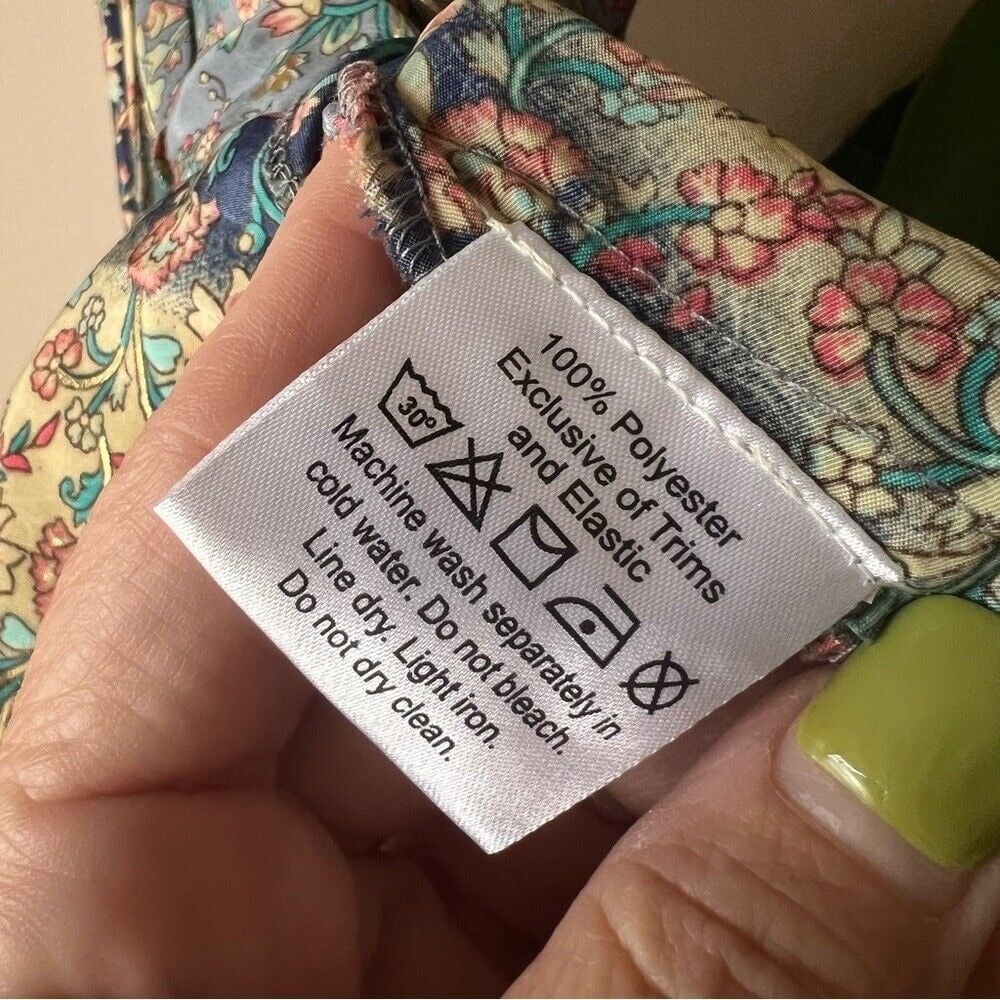 100% Polyester
Exclusive of Trims
and Elastic
30°
Machine wash separately in
cold water. Do not bleach.
Line dry. Light iron.
Do not dry clean.